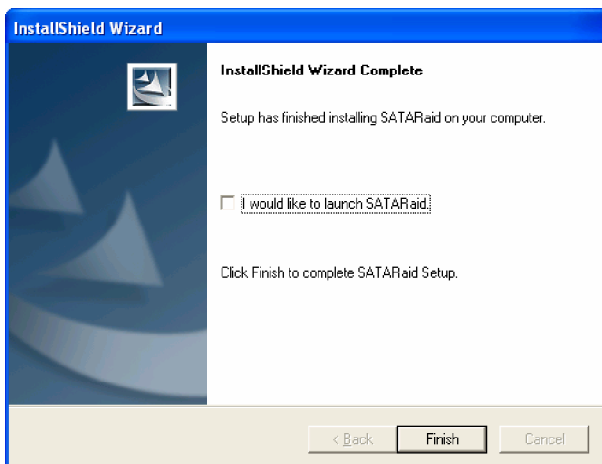 InstallShield Wizard
InstallShield Wizard Complete
Setup has finished installing SATARaid on your computer.
I would like to launch SATARaid.
Click Finish to complete SATARaid Setup.
< Back
Finish
Cancel